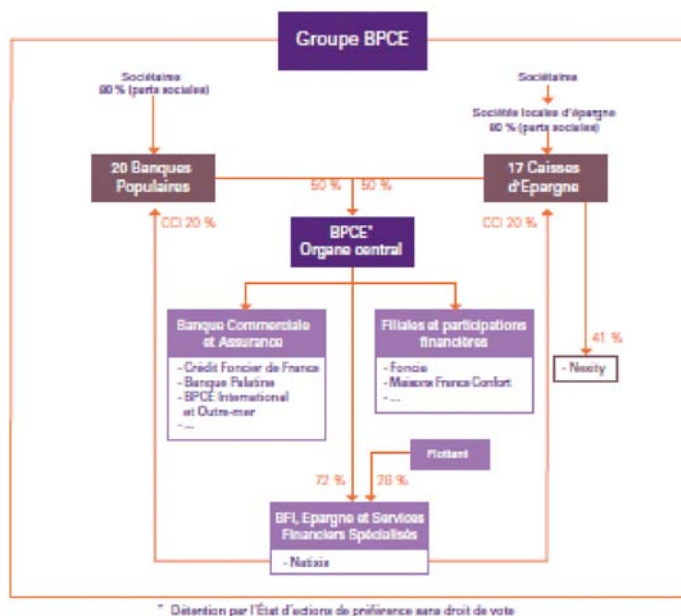 Groupe BPCE
Sociétaires
80 % (parts sociales)
Sociétaires
Sociétés locales d'épargne
80 % (parts sociales)
20 Banques
Populaires
17 Caisses
d'Epargne
50 %
50 %
CCI 20 %
CCI 20 %
BPCE*
Organe central
Banque Commerciale
et Assurance
- Crédit Foncier de France
- Banque Palatine
- BPCE International
et Outre-mer
- ...
Filiales et participations
financières
- Foncia
- Maisons France Confort
- ...
41 %
- Nexity
Flottant
72 %
28 %
BFI, Epargne et Services
Financiers Spécialisés
- Natixis
* Détention par l'État d'actions de préférence sans droit de vote